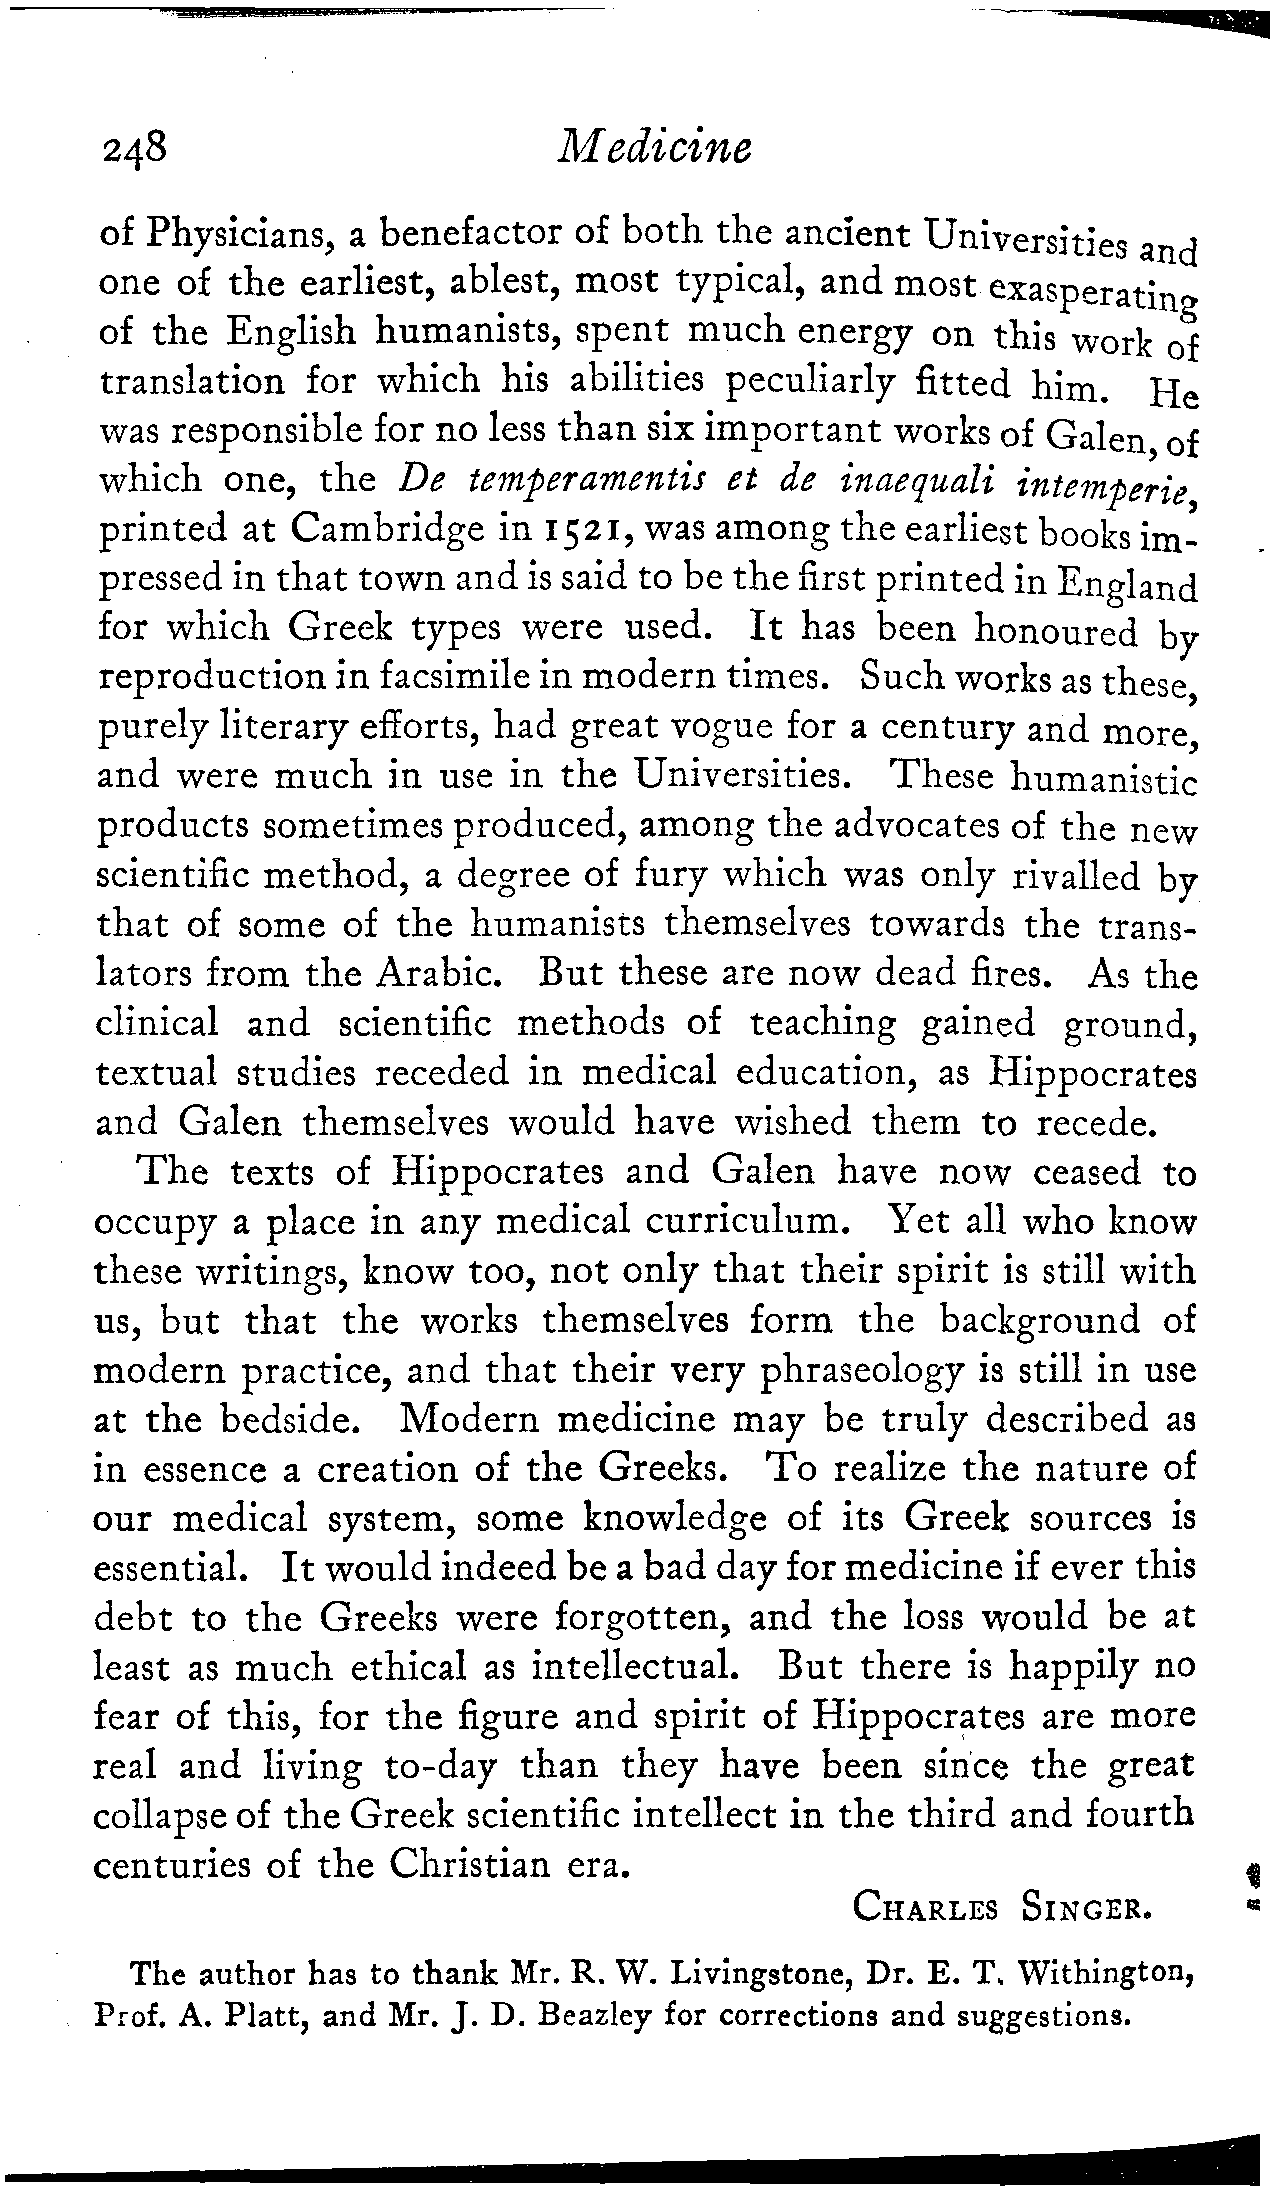 248 Medicine
of Physicians, a benefactor of both the ancient Universities and
one of the earliest, ablest, most typical, and most exasperating
of the English humanists, spent much energy on this work of
translation for which his abilities peculiarly fitted him. He
was responsible for no less than six important works of Galen, of
which one, the De temperamentis et de inaequali intemperie,
printed at Cambridge in 1521, was among the earliest books im-
pressed in that town and is said to be the first printed in England
for which Greek types were used. It has been honoured by
reproduction in facsimile in modern times. Such works as these,
purely literary efforts, had great vogue for a century and more,
and were much in use in the Universities. These humanistic
products sometimes produced, among the advocates of the new
scientific method, a degree of fury which was only rivalled by
that of some of the humanists themselves towards the trans-
lators from the Arabic. But these are now dead fires. As the
clinical and scientific methods of teaching gained ground,
textual studies receded in medical education, as Hippocrates
and Galen themselves would have wished them to recede.
The texts of Hippocrates and Galen have now ceased to
occupy a place in any medical curriculum. Yet all who know
these writings, know too, not only that their spirit is still with
us, but that the works themselves form the background of
modern practice, and that their very phraseology is still in use
at the bedside. Modern medicine may be truly described as
in essence a creation of the Greeks. To realize the nature of
our medical system, some knowledge of its Greek sources is
essential. It would indeed be a bad day for medicine if ever this
debt to the Greeks were forgotten, and the loss would be at
least as much ethical as intellectual. But there is happily no
fear of this, for the figure and spirit of Hippocrates are more
real and living to-day than they have been since the great
collapse of the Greek scientific intellect in the third and fourth
centuries of the Christian era.
CHARLES SINGER.
The author has to thank Mr. R. W. Livingstone, Dr. E. T. Withington,
Prof. A. Platt, and Mr. J. D. Beazley for corrections and suggestions.